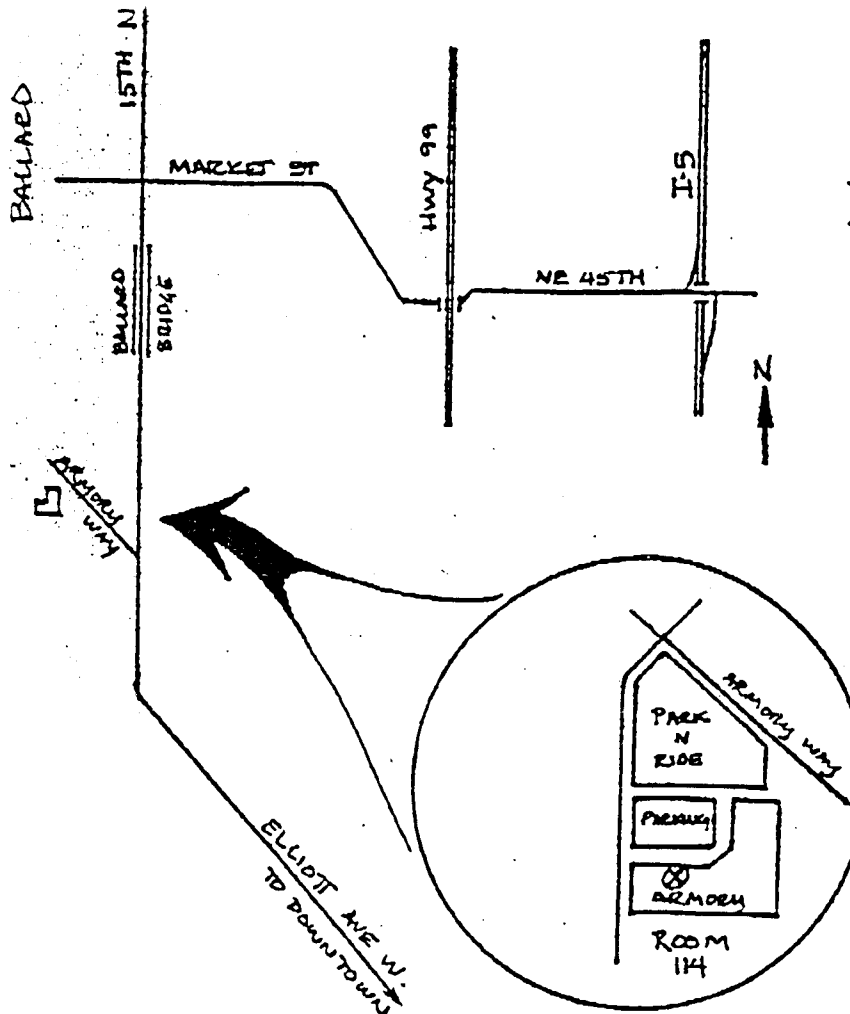 BALLARD
15TH N
MARKET ST
BALLARD
BRIDGE
Hwy 99
I-5
NE 45TH
N
ARMORY
WAY
ELLIOTT AVE W.
TO DOWNTOWN
ARMORY WAY
PARK
N
RIDE
PARKING
ARMORY
ROOM
114